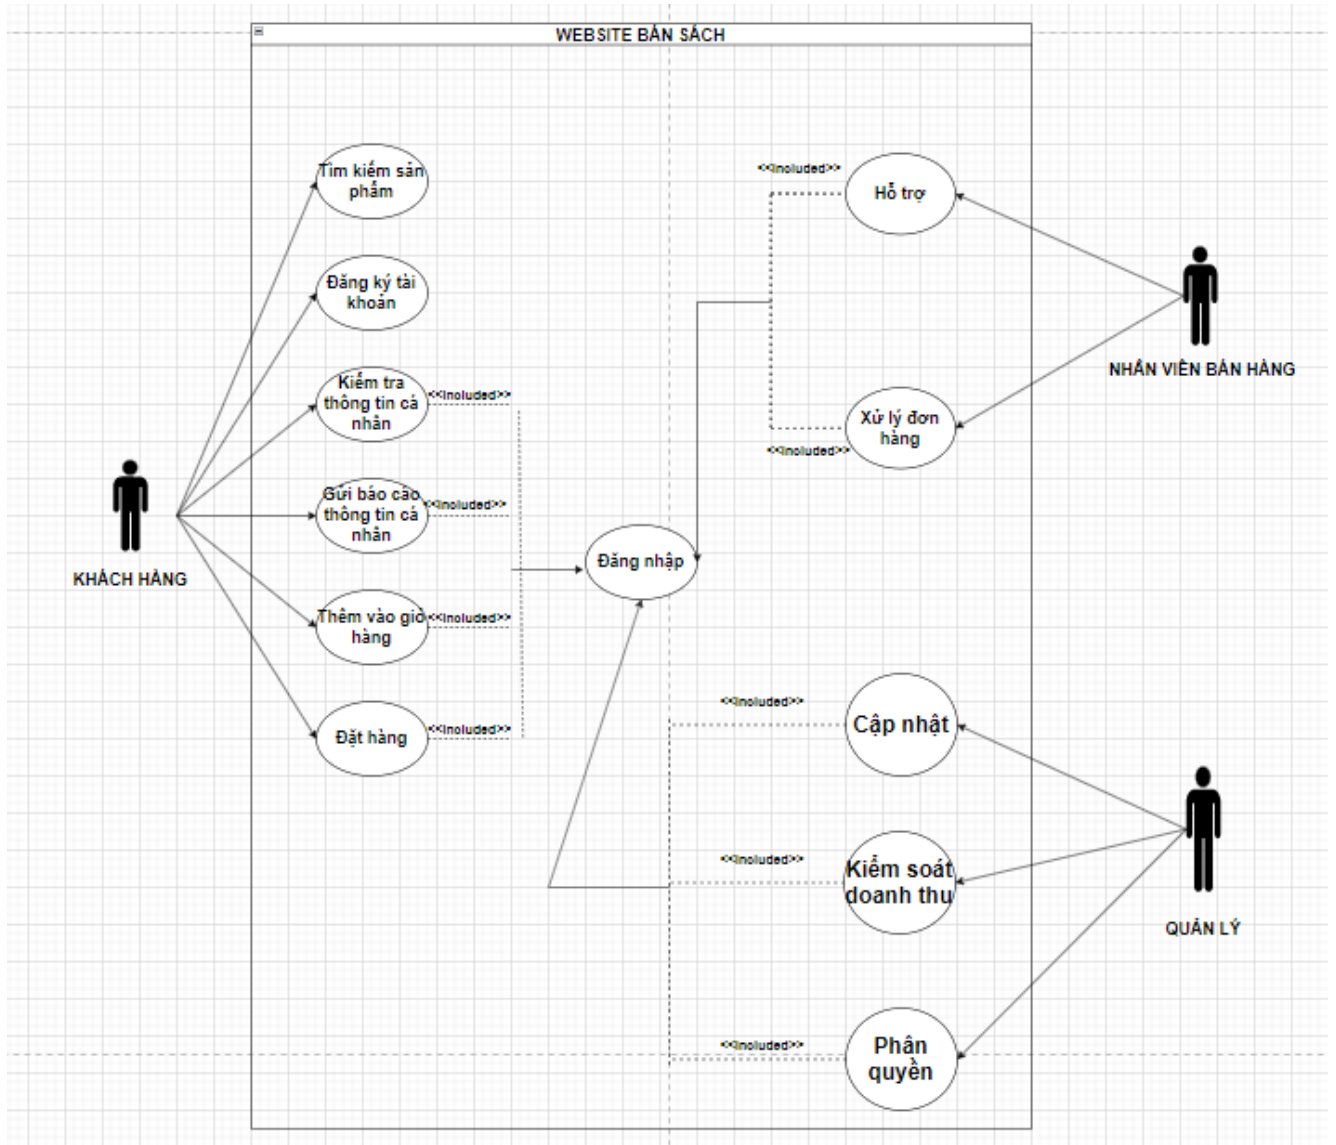 WEBSITE BÁN SÁCH
Tìm kiếm sản
phẩm
Đăng ký tài
khoản
Kiểm tra
thông tin cá
nhân
<<Included>>
Gửi báo cáo
thông tin cá
nhân
<<Included>>
Thêm vào giỏ
hàng
<<Included>>
Đặt hàng
<<Included>>
KHÁCH HÀNG
Đăng nhập
<<Included>>
Hỗ trợ
Xử lý đơn
hàng
<<Included>>
NHÂN VIÊN BÁN HÀNG
<<Included>>
Cập nhật
<<Included>>
Kiểm soát
doanh thu
<<Included>>
Phân
quyền
QUẢN LÝ